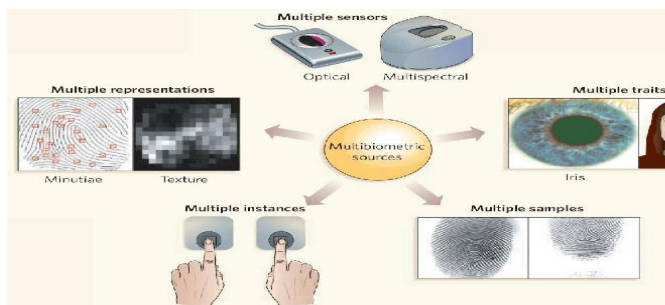 Multiple sensors
Optical
Multispectral
Multiple representations
Multiple traits
Minutiae
Texture
Multibiometric
sources
Iris
Multiple instances
Multiple samples